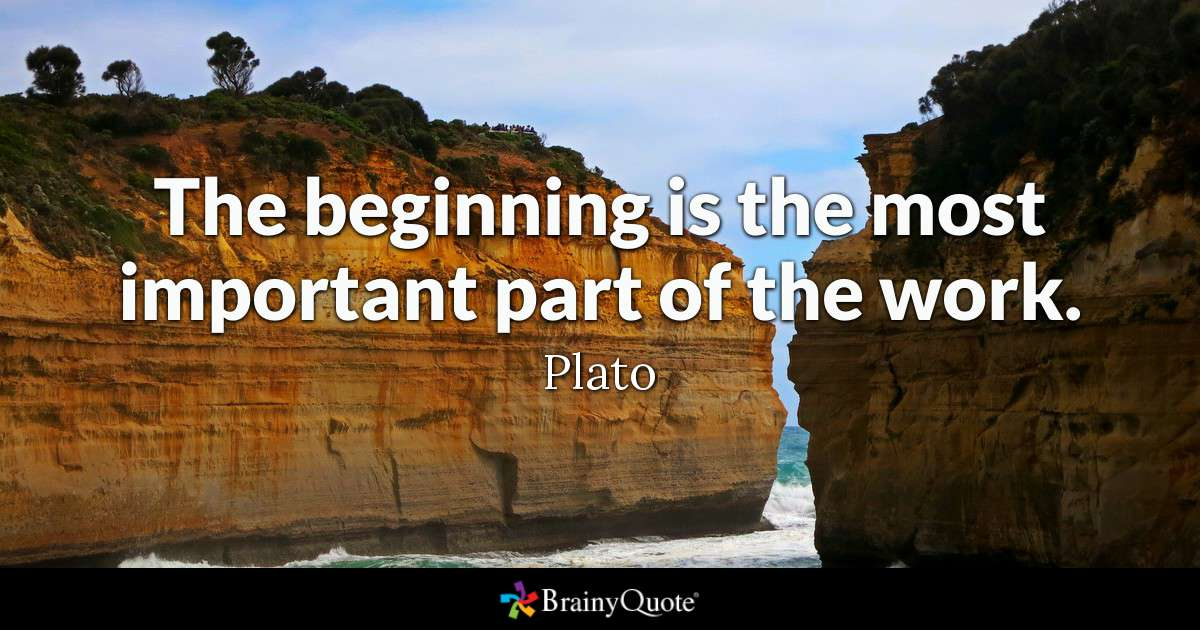 The beginning is the most
important part of the work.
Plato
BrainyQuote®